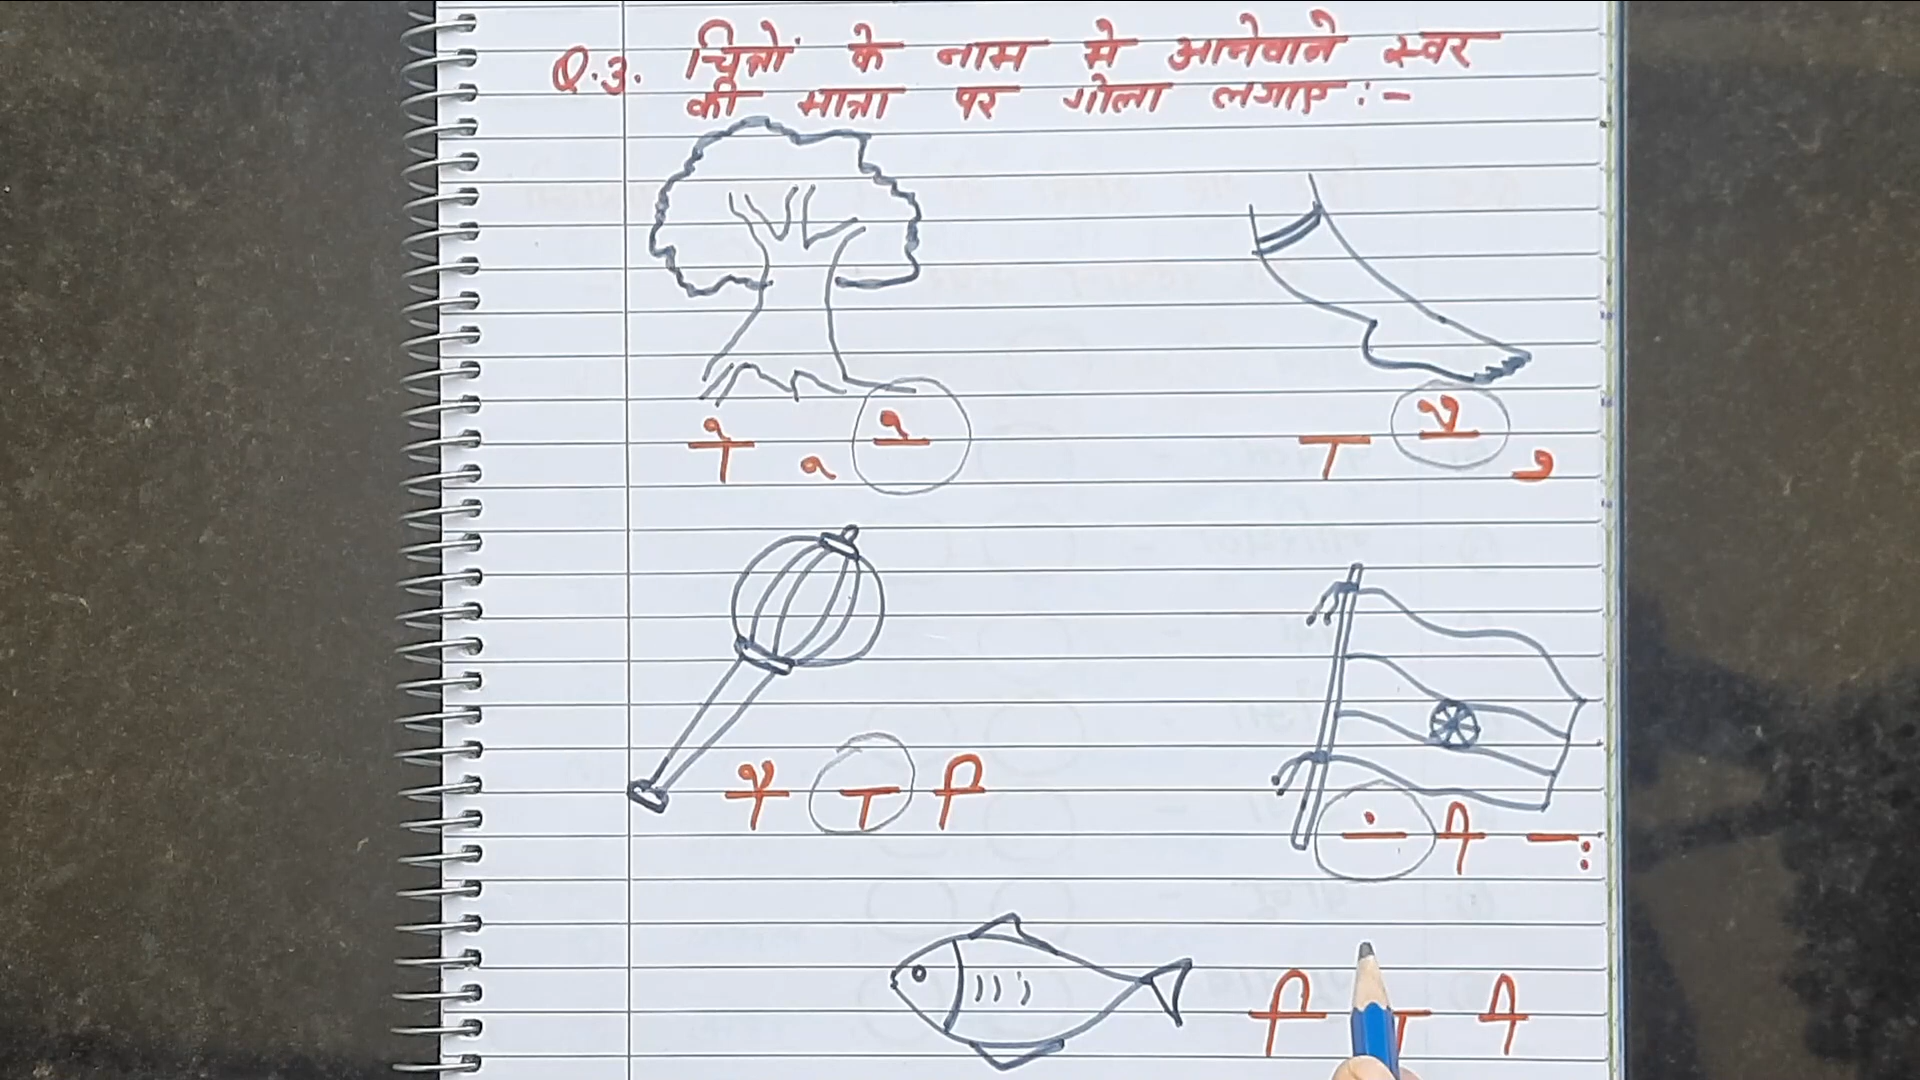 Q.3. चित्रों के नाम मे आनेवाने स्वर
की मात्रा पर गोला लगाए :-
ो ृ े
ा ै ु
ै ा ि
ं ी ः
ि ा ी